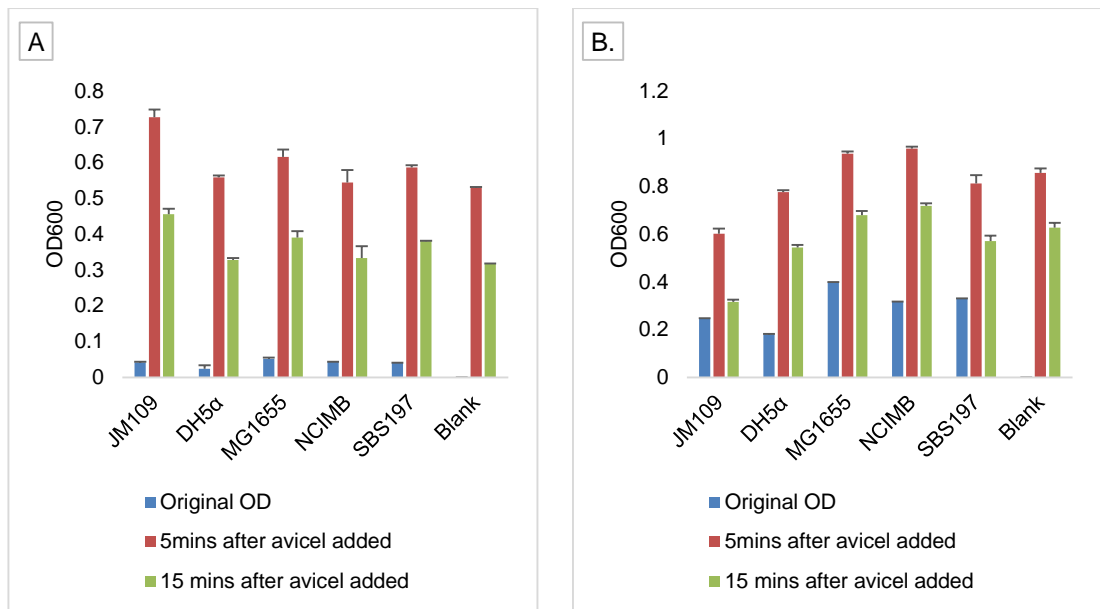 A
0.8
0.7
0.6
0.5
0.4
0.3
0.2
0.1
0
OD600
JM109
DH5α
MG1655
NCIMB
SBS197
Blank
Original OD
5mins after avicel added
15 mins after avicel added
B.
1.2
1
0.8
0.6
0.4
0.2
0
OD600
JM109
DH5α
MG1655
NCIMB
SBS197
Blank
Original OD
5mins after avicel added
15 mins after avicel added